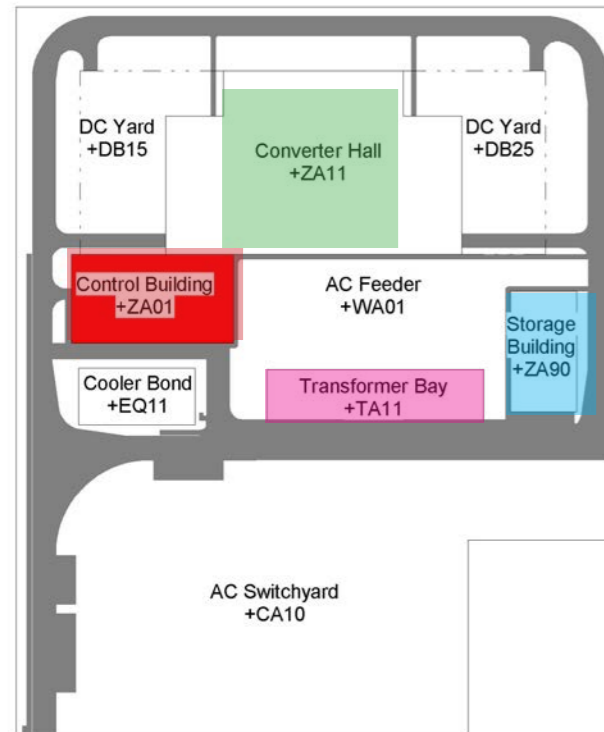 DC Yard
+DB15
Converter Hall
+ZA11
DC Yard
+DB25
Control Building
+ZA01
AC Feeder
+WA01
Storage
Building
+ZA90
Cooler Bond
+EQ11
Transformer Bay
+TA11
AC Switchyard
+CA10